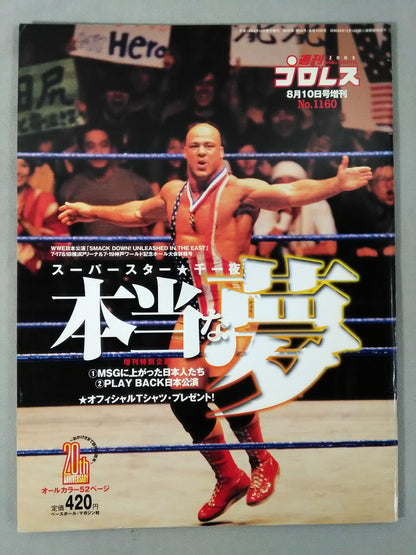 Hero
週刊
2003
プロレス
8月10日号増刊
No.1160
WWE日本公演「SMACK DOWN! UNLEASHED IN THE EAST」
7・17&18横浜アリーナ&7・19神戸ワールド記念ホール大会詳報号
スーパースター★千一夜
本当な夢
増刊特別企画
①MSGに上がった日本人たち
②PLAY BACK日本公演
★オフィシャルTシャツ・プレゼント!
20th
ANNIVERSARY
オールカラー52ページ
定価420円
ベースボール・マガジン社